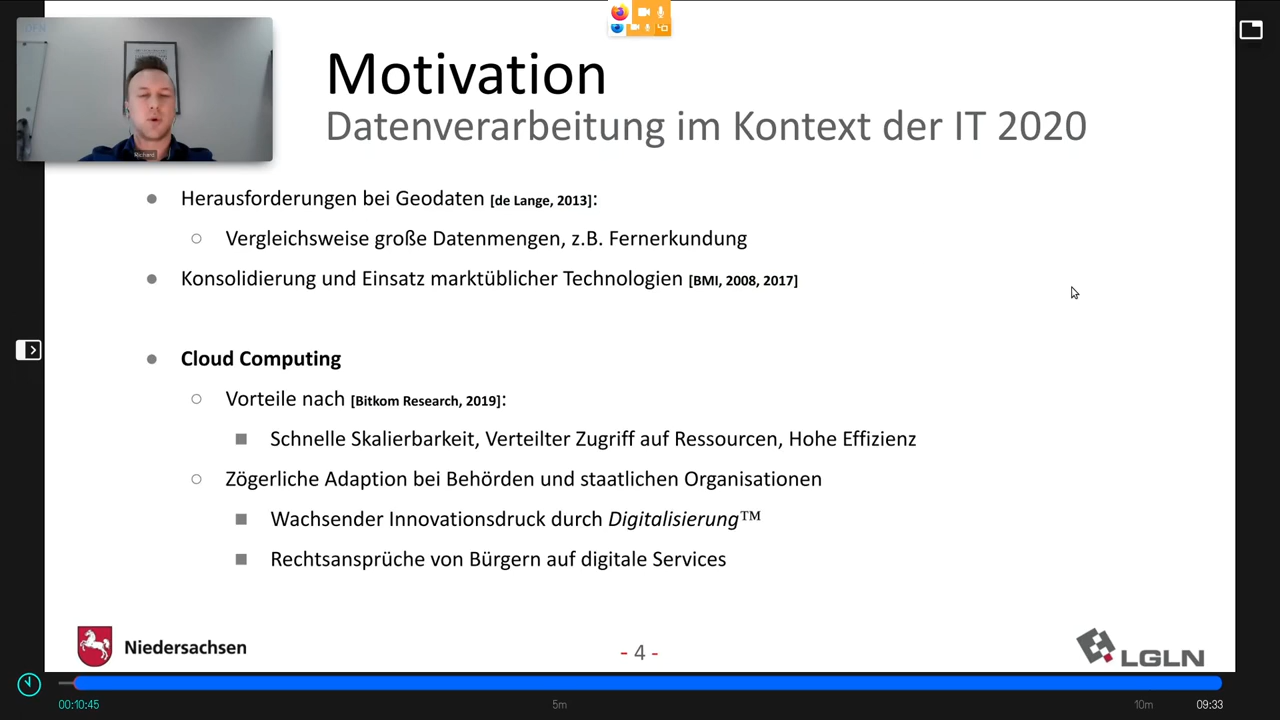 Richard
Motivation
Datenverarbeitung im Kontext der IT 2020
Herausforderungen bei Geodaten [de Lange, 2013]:
Vergleichsweise große Datenmengen, z.B. Fernerkundung
Konsolidierung und Einsatz marktüblicher Technologien [BMI, 2008, 2017]
Cloud Computing
Vorteile nach [Bitkom Research, 2019]:
Schnelle Skalierbarkeit, Verteilter Zugriff auf Ressourcen, Hohe Effizienz
Zögerliche Adaption bei Behörden und staatlichen Organisationen
Wachsender Innovationsdruck durch Digitalisierung™
Rechtsansprüche von Bürgern auf digitale Services
Niedersachsen
- 4 -
LGLN
00:10:45 5m 10m 09:33